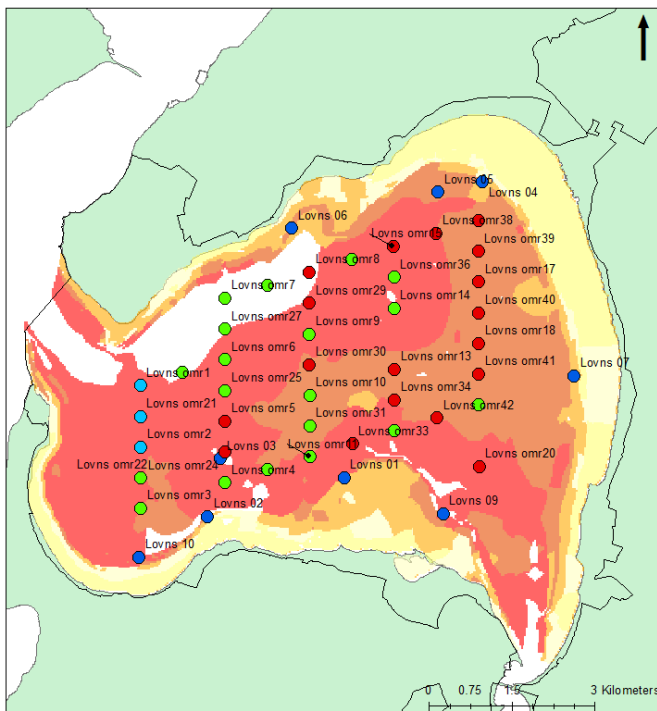 Lovns 05
Lovns 04
Lovns 06
Lovns omr15
Lovns omr38
Lovns omr39
Lovns omr8
Lovns omr36
Lovns omr17
Lovns omr7
Lovns omr29
Lovns omr14
Lovns omr40
Lovns omr27
Lovns omr9
Lovns omr18
Lovns omr6
Lovns omr30
Lovns omr13
Lovns omr41
Lovns 07
Lovns omr1
Lovns omr25
Lovns omr10
Lovns omr34
Lovns omr42
Lovns omr21
Lovns omr5
Lovns omr31
Lovns omr2
Lovns 03
Lovns omr11
Lovns omr33
Lovns omr22
Lovns omr24
Lovns omr4
Lovns 01
Lovns omr20
Lovns omr3
Lovns 02
Lovns 09
Lovns 10
0 0.75 1.5 3 Kilometers